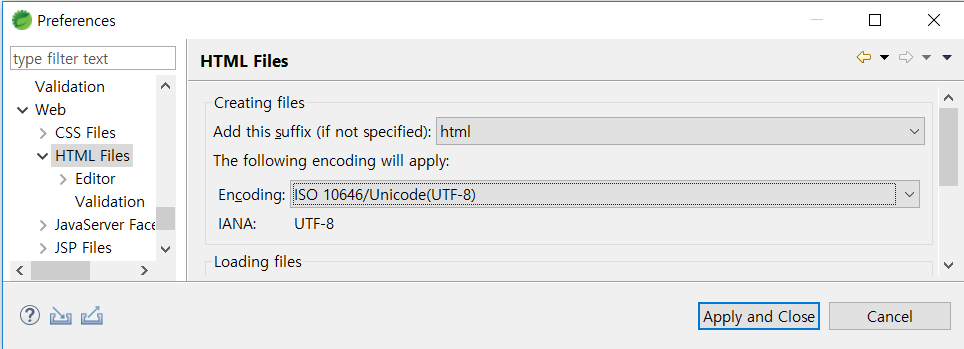 Preferences
type filter text
Validation
Web
CSS Files
HTML Files
Editor
Validation
JavaServer Face
JSP Files
HTML Files
Creating files
Add this suffix (if not specified): html
The following encoding will apply:
Encoding: ISO 10646/Unicode(UTF-8)
IANA: UTF-8
Loading files
Apply and Close
Cancel